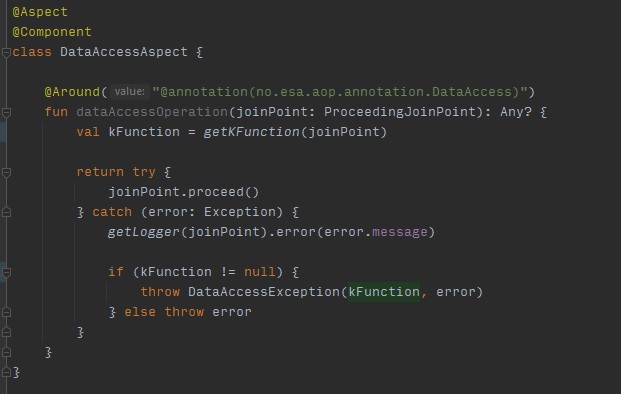 @Aspect
@Component
class DataAccessAspect {
@Around( value: "@annotation(no.esa.aop.annotation.DataAccess)")
fun dataAccessOperation(joinPoint: ProceedingJoinPoint): Any? {
val kFunction = getKFunction(joinPoint)
return try {
joinPoint.proceed()
} catch (error: Exception) {
getLogger(joinPoint).error(error.message)
if (kFunction != null) {
throw DataAccessException(kFunction, error)
} else throw error
}
}
}